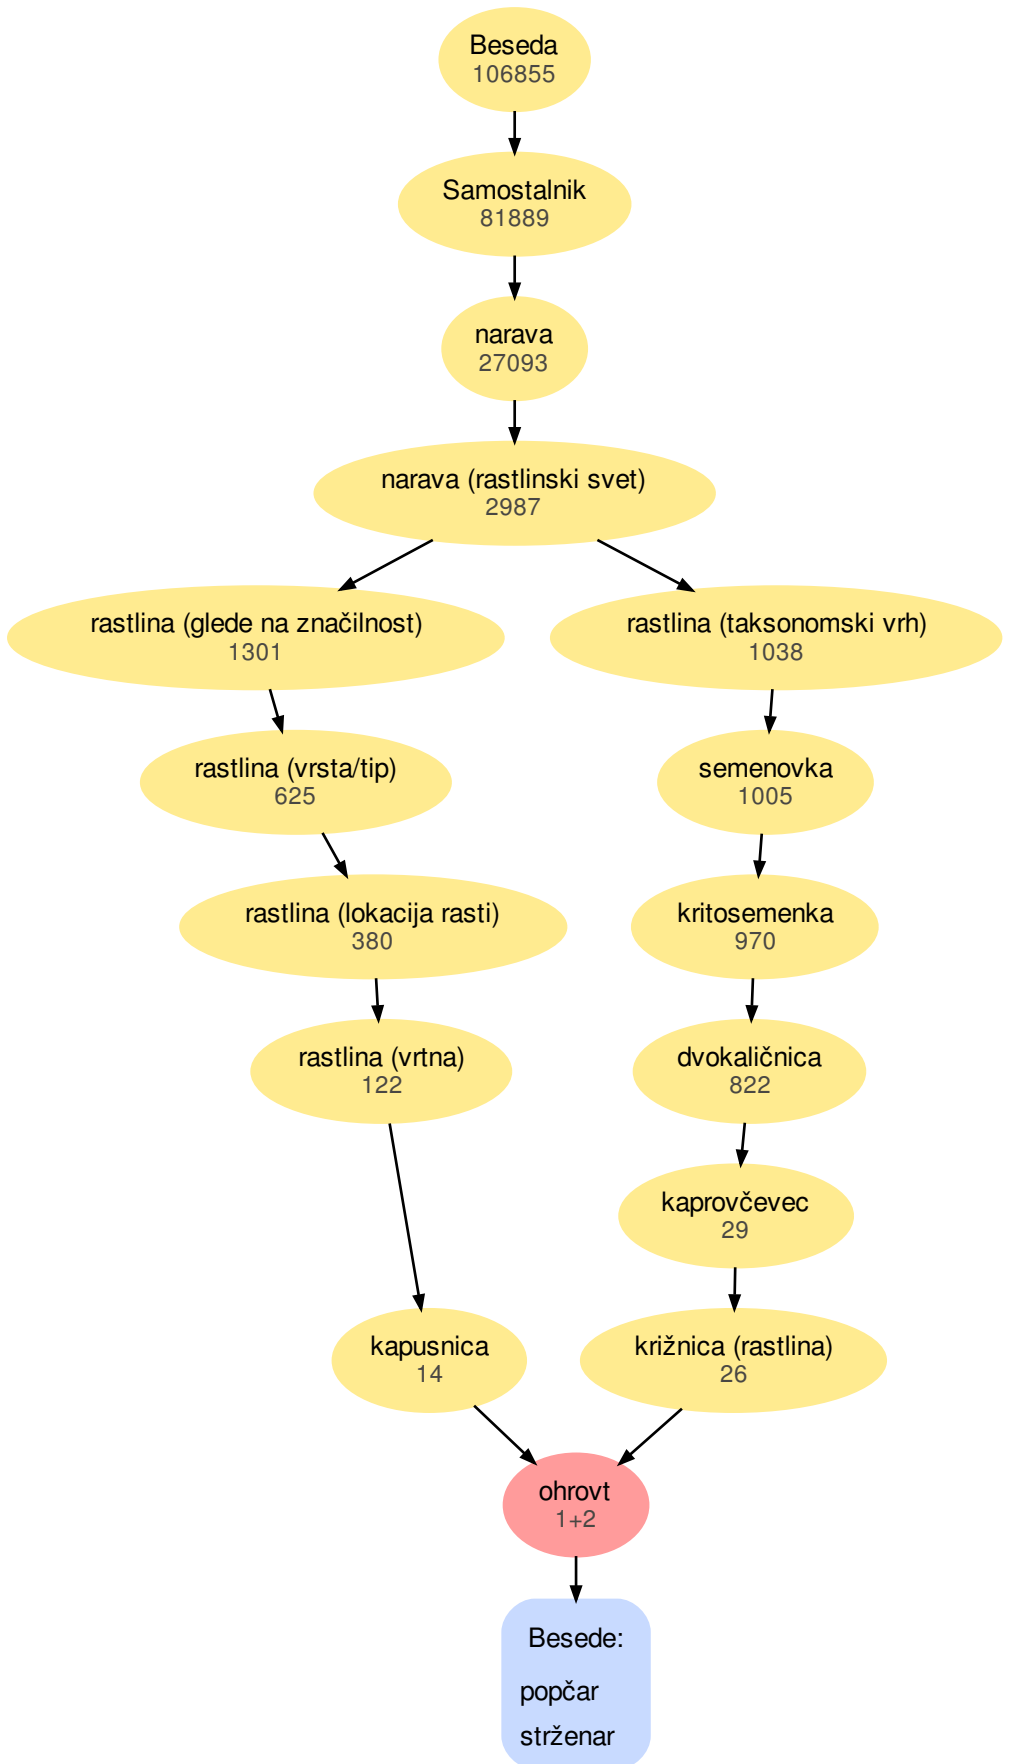 Beseda
106855
Samostalnik
81889
narava
27093
narava (rastlinski svet)
2987
rastlina (glede na značilnost)
1301
rastlina (taksonomski vrh)
1038
rastlina (vrsta/tip)
625
semenovka
1005
rastlina (lokacija rasti)
380
kritosemenka
970
rastlina (vrtna)
122
dvokaličnica
822
kaprovčevec
29
kapusnica
14
križnica (rastlina)
26
ohrovt
1+2
Besede:
popčar
strženar